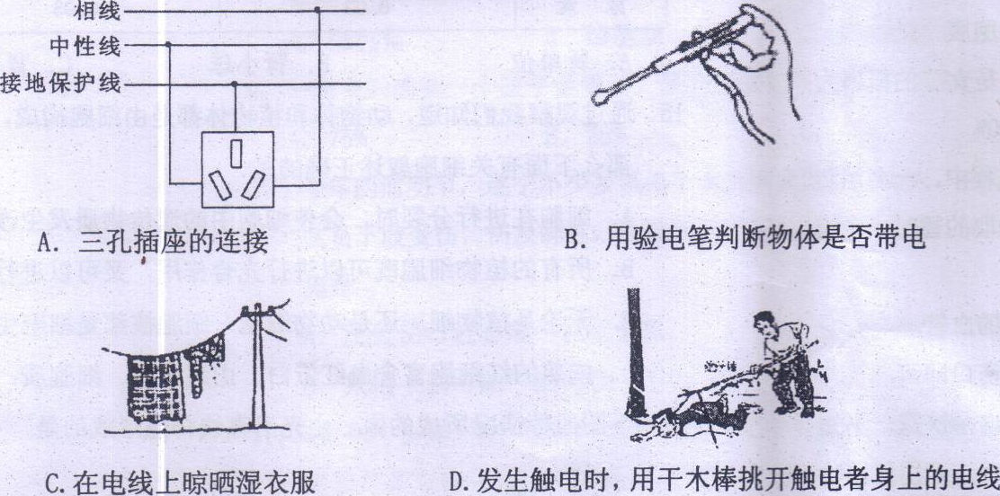 相线
中性线
接地保护线
A. 三孔插座的连接
B. 用验电笔判断物体是否带电
C.在电线上晾晒湿衣服
D.发生触电时，用干木棒挑开触电者身上的电线